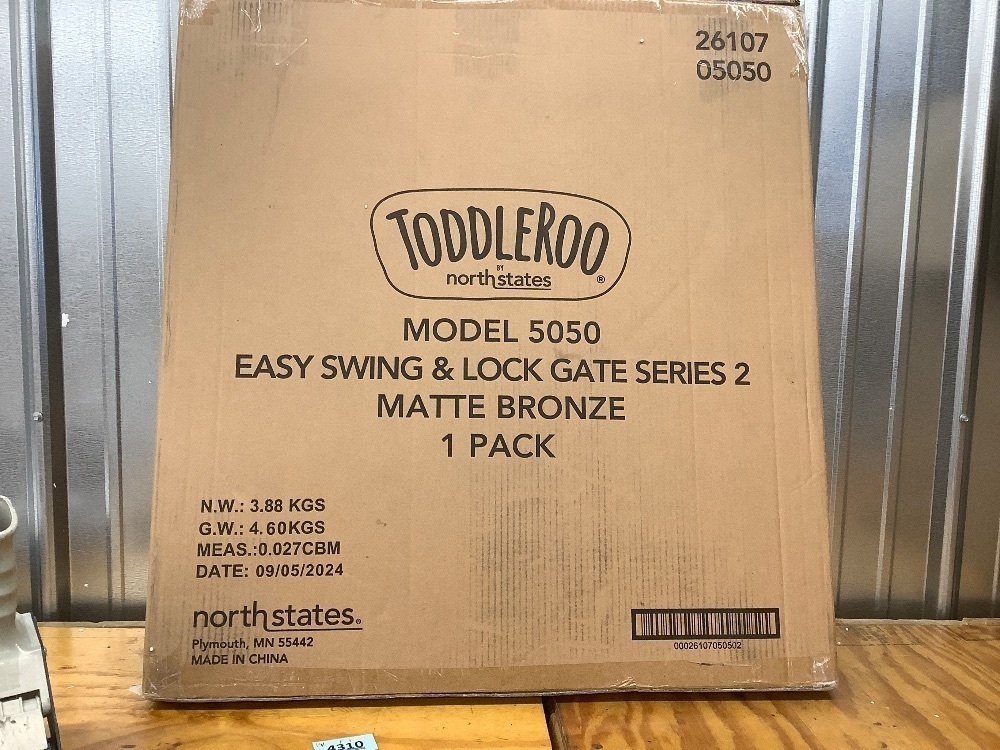 26107
05050
TODDLEROO
BY
northstates
®
MODEL 5050
EASY SWING & LOCK GATE SERIES 2
MATTE BRONZE
1 PACK
N.W.: 3.88 KGS
G.W.: 4.60KGS
MEAS.:0.027CBM
DATE: 09/05/2024
northstates®
Plymouth, MN 55442
MADE IN CHINA
00026107050502
4310